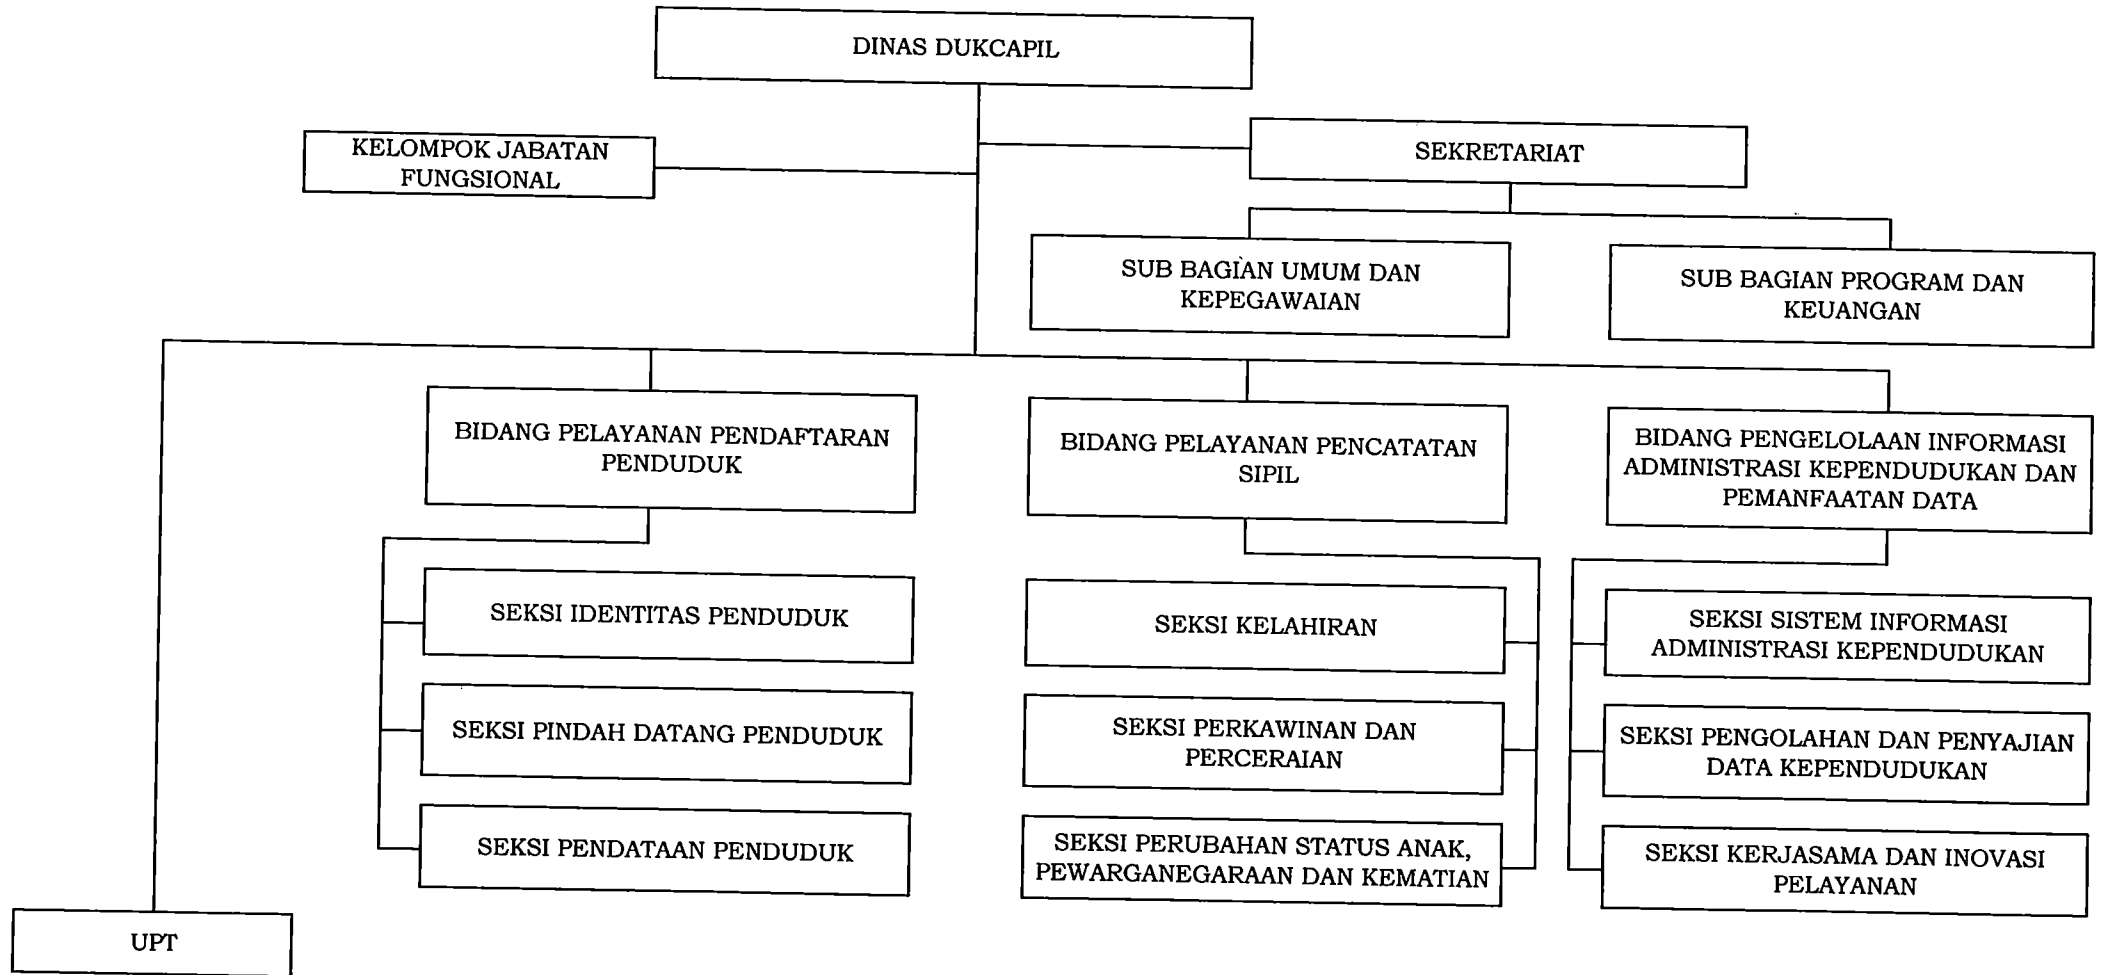 DINAS DUKCAPIL
KELOMPOK JABATAN
FUNGSIONAL
SEKRETARIAT
SUB BAGIAN UMUM DAN
KEPEGAWAIAN
SUB BAGIAN PROGRAM DAN
KEUANGAN
BIDANG PELAYANAN PENDAFTARAN
PENDUDUK
BIDANG PELAYANAN PENCATATAN
SIPIL
BIDANG PENGELOLAAN INFORMASI
ADMINISTRASI KEPENDUDUKAN DAN
PEMANFAATAN DATA
SEKSI IDENTITAS PENDUDUK
SEKSI KELAHIRAN
SEKSI SISTEM INFORMASI
ADMINISTRASI KEPENDUDUKAN
SEKSI PINDAH DATANG PENDUDUK
SEKSI PERKAWINAN DAN
PERCERAIAN
SEKSI PENGOLAHAN DAN PENYAJIAN
DATA KEPENDUDUKAN
SEKSI PENDATAAN PENDUDUK
SEKSI PERUBAHAN STATUS ANAK,
PEWARGANEGARAAN DAN KEMATIAN
SEKSI KERJASAMA DAN INOVASI
PELAYANAN
UPT